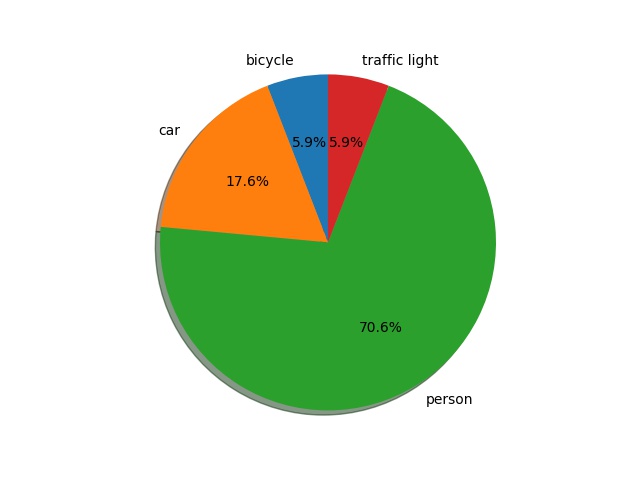 bicycle
traffic light
car
5.9%
5.9%
17.6%
70.6%
person